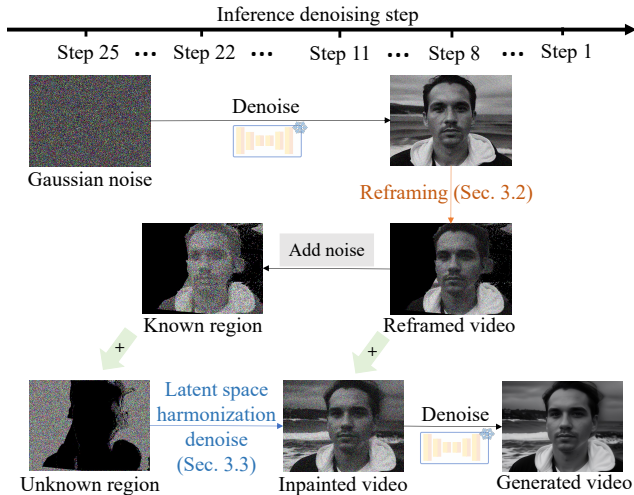 Inference denoising step
Step 25 ••• Step 22 ••• Step 11 ••• Step 8 ••• Step 1
Denoise
Gaussian noise
Reframing (Sec. 3.2)
Add noise
Known region
Reframed video
+
+
Latent space
harmonization
denoise
(Sec. 3.3)
Denoise
Unknown region
Inpainted video
Generated video